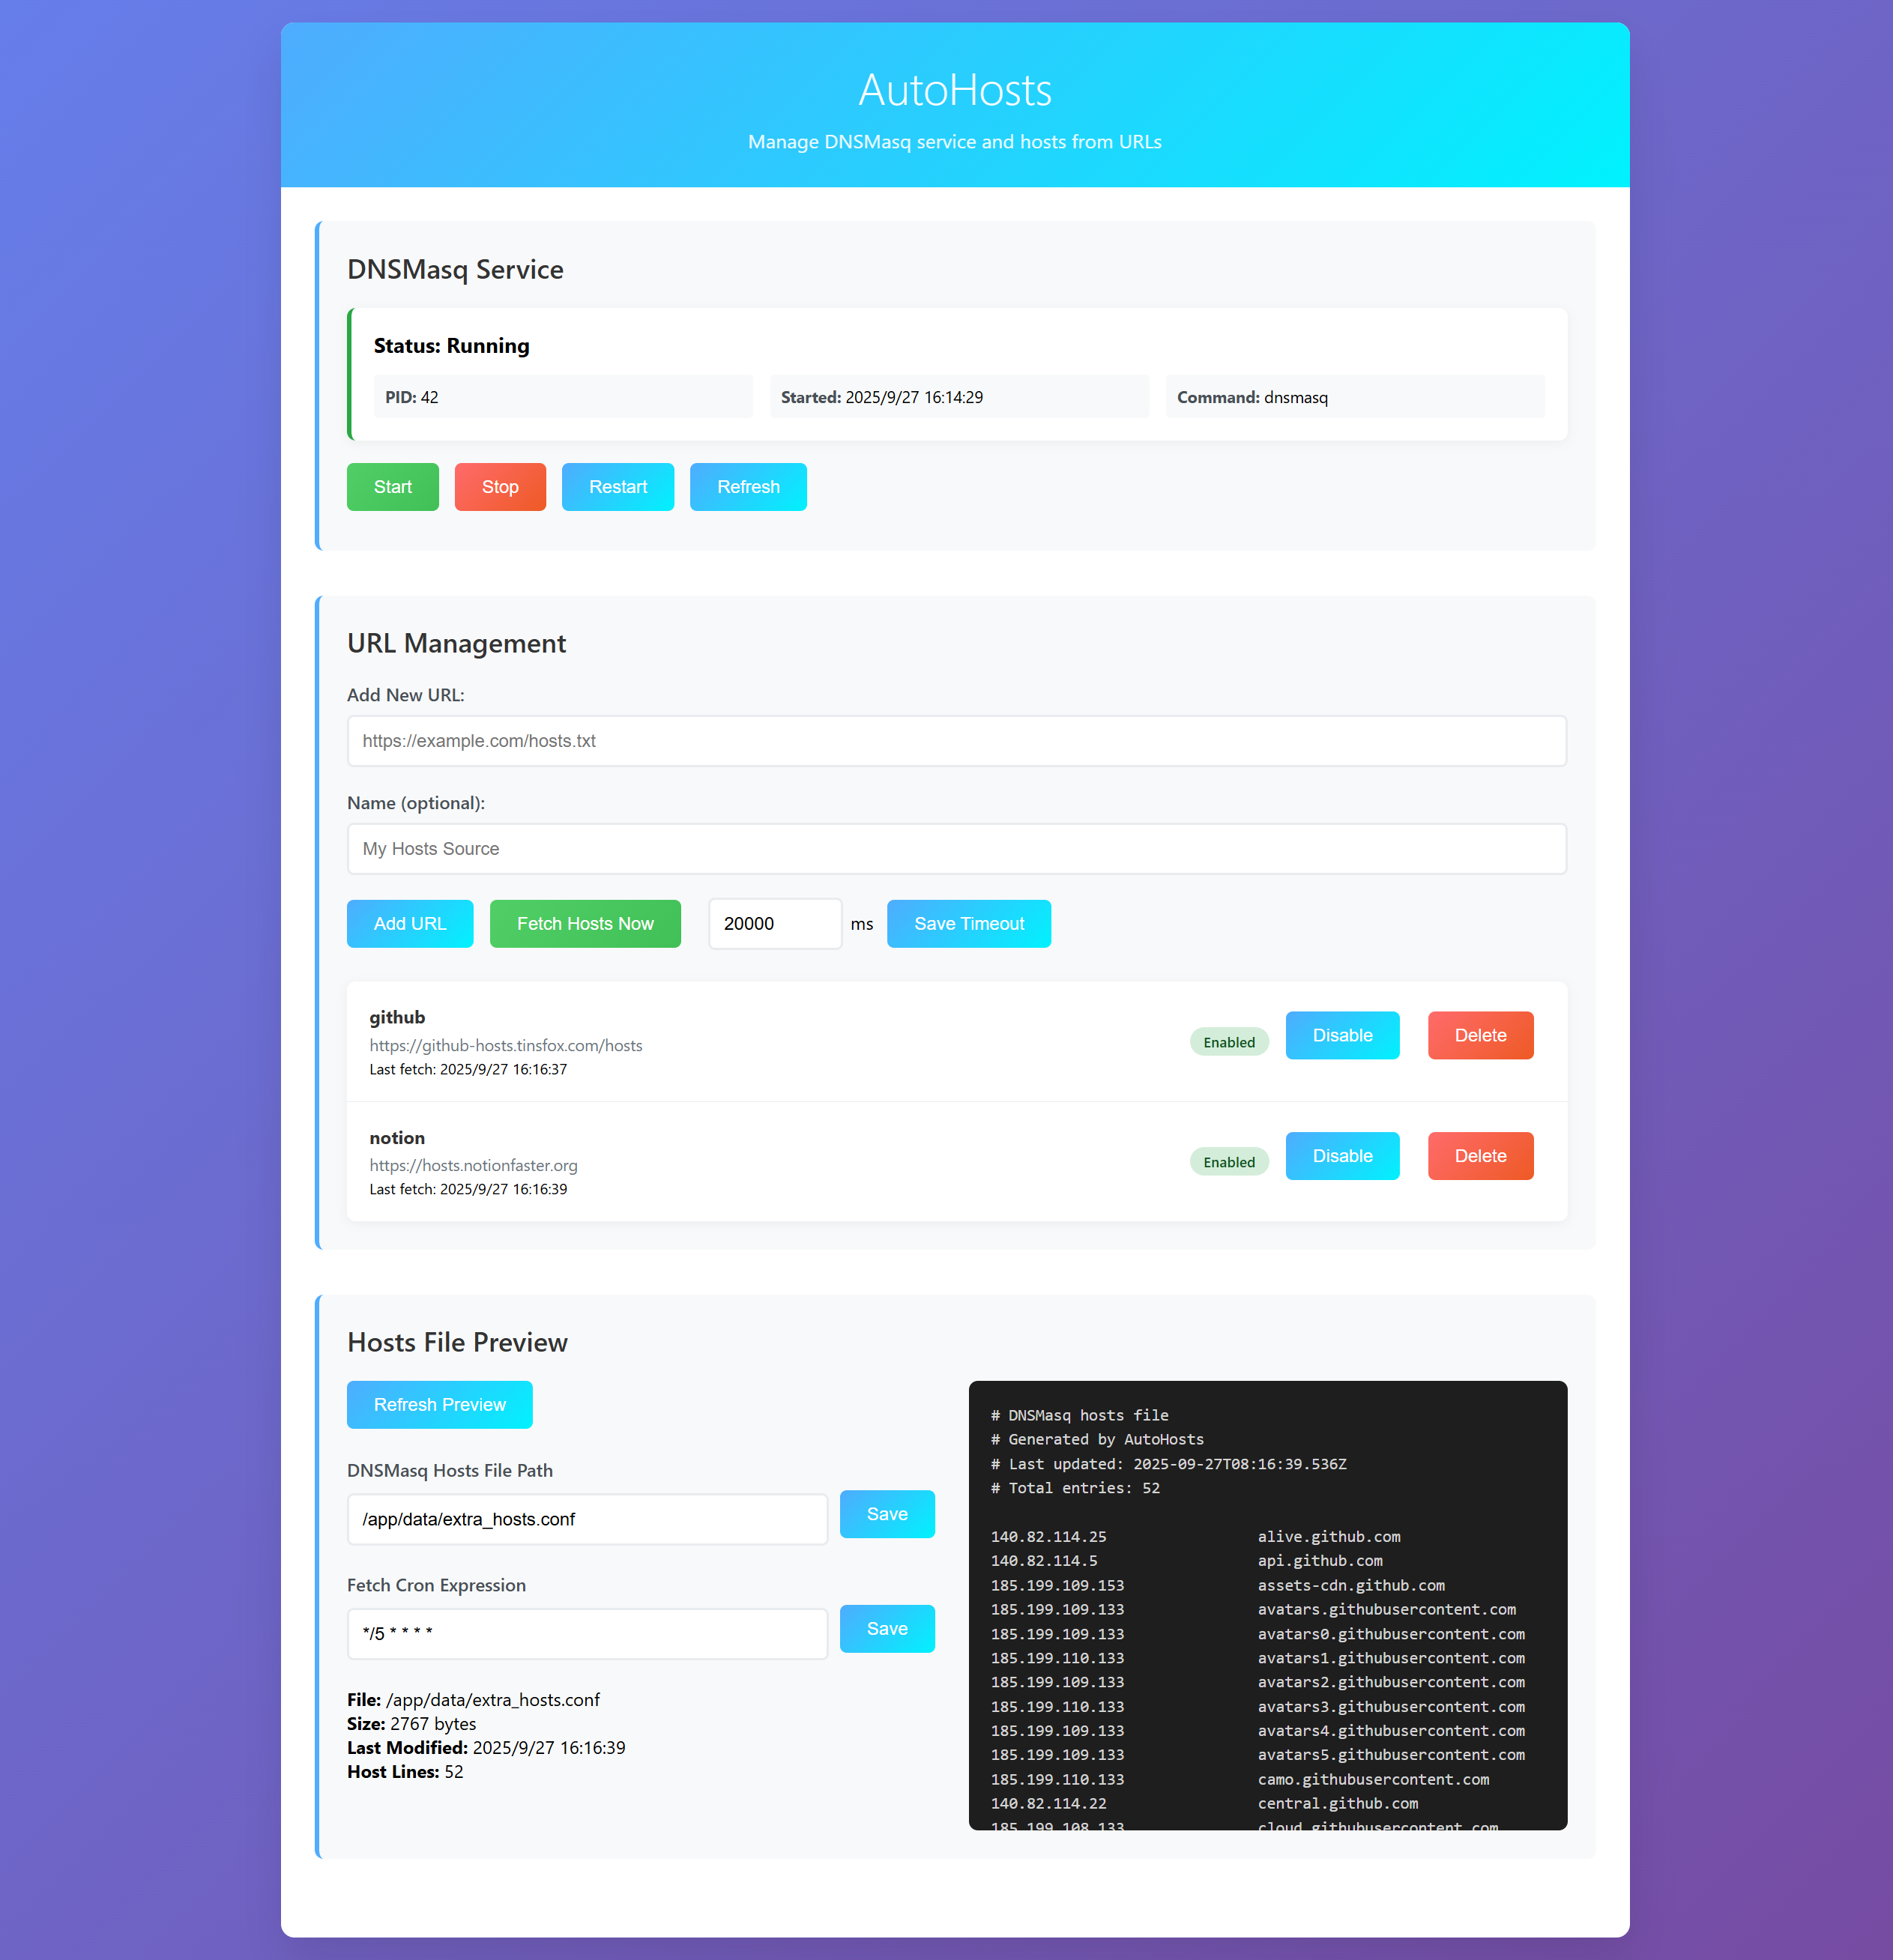 AutoHosts
Manage DNSMasq service and hosts from URLs
DNSMasq Service
Status: Running
PID: 42
Started: 2025/9/27 16:14:29
Command: dnsmasq
Start
Stop
Restart
Refresh
URL Management
Add New URL:
https://example.com/hosts.txt
Name (optional):
My Hosts Source
Add URL
Fetch Hosts Now
20000
ms
Save Timeout
github
https://github-hosts.tinsfox.com/hosts
Last fetch: 2025/9/27 16:16:37
Enabled
Disable
Delete
notion
https://hosts.notionfaster.org
Last fetch: 2025/9/27 16:16:39
Enabled
Disable
Delete
Hosts File Preview
Refresh Preview
DNSMasq Hosts File Path
/app/data/extra_hosts.conf
Save
Fetch Cron Expression
*/5 * * * *
Save
File: /app/data/extra_hosts.conf
Size: 2767 bytes
Last Modified: 2025/9/27 16:16:39
Host Lines: 52
# DNSMasq hosts file
# Generated by AutoHosts
# Last updated: 2025-09-27T08:16:39.536Z
# Total entries: 52
140.82.114.25 alive.github.com
140.82.114.5 api.github.com
185.199.109.153 assets-cdn.github.com
185.199.109.133 avatars.githubusercontent.com
185.199.109.133 avatars0.githubusercontent.com
185.199.110.133 avatars1.githubusercontent.com
185.199.109.133 avatars2.githubusercontent.com
185.199.110.133 avatars3.githubusercontent.com
185.199.109.133 avatars4.githubusercontent.com
185.199.109.133 avatars5.githubusercontent.com
185.199.110.133 camo.githubusercontent.com
140.82.114.22 central.github.com
185.199.108.133 cloud.githubusercontent.com